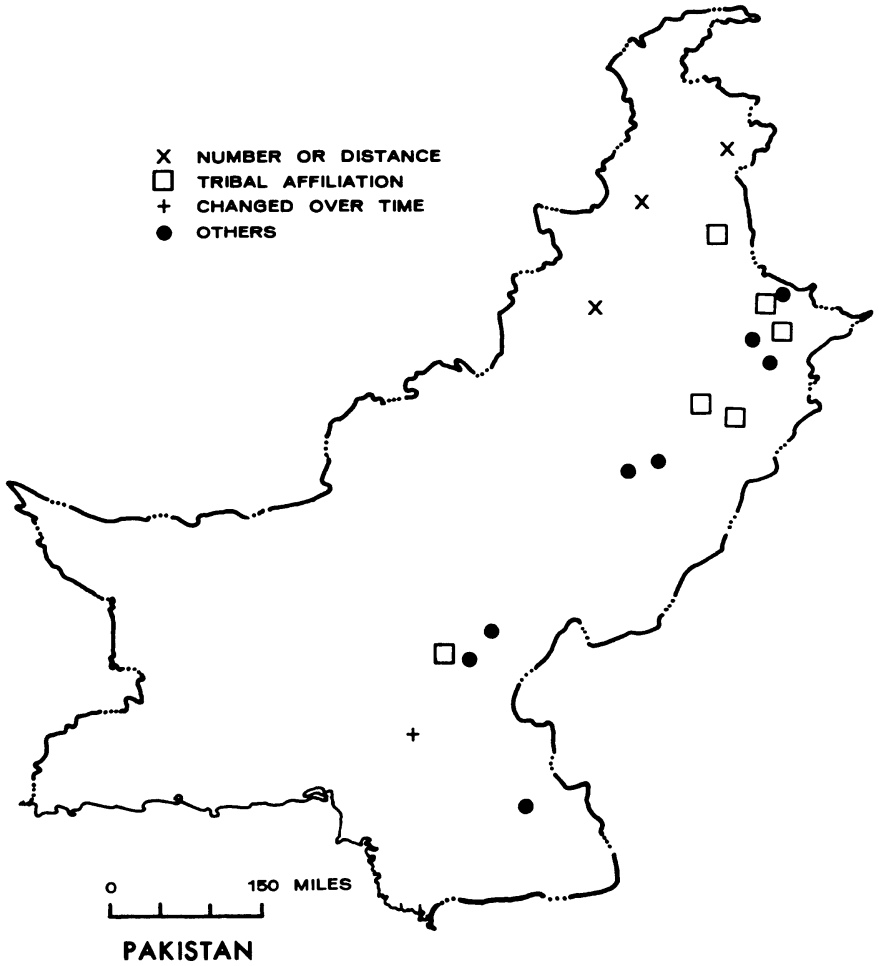 NUMBER OR DISTANCE
TRIBAL AFFILIATION
CHANGED OVER TIME
OTHERS
0 150 MILES
PAKISTAN